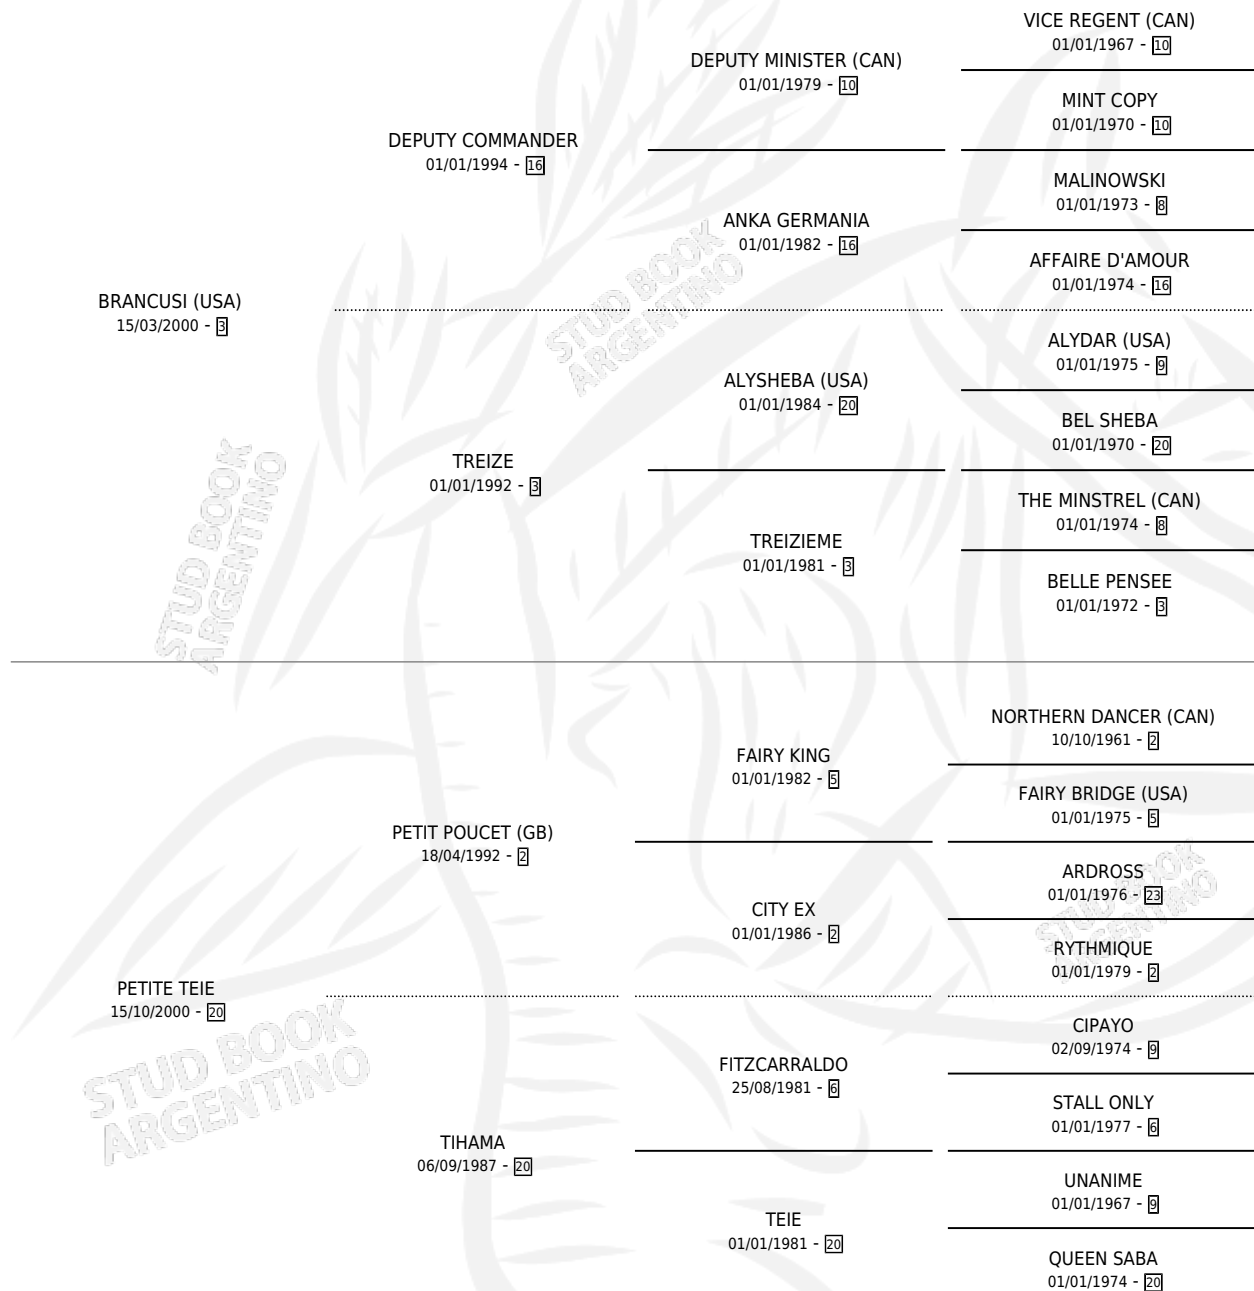 VICE REGENT (CAN)
01/01/1967 - 10
DEPUTY MINISTER (CAN)
01/01/1979 - 10
MINT COPY
01/01/1970 - 10
DEPUTY COMMANDER
01/01/1994 - 16
MALINOWSKI
01/01/1973 - 8
ANKA GERMANIA
01/01/1982 - 16
AFFAIRE D'AMOUR
01/01/1974 - 16
BRANCUSI (USA)
15/03/2000 - 3
ALYDAR (USA)
01/01/1975 - 9
ALYSHEBA (USA)
01/01/1984 - 20
BEL SHEBA
01/01/1970 - 20
TREIZE
01/01/1992 - 3
THE MINSTREL (CAN)
01/01/1974 - 8
TREIZIEME
01/01/1981 - 3
BELLE PENSEE
01/01/1972 - 3
NORTHERN DANCER (CAN)
10/10/1961 - 2
FAIRY KING
01/01/1982 - 5
FAIRY BRIDGE (USA)
01/01/1975 - 5
PETIT POUCET (GB)
18/04/1992 - 2
ARDROSS
01/01/1976 - 23
CITY EX
01/01/1986 - 2
RYTHMIQUE
01/01/1979 - 2
PETITE TEIE
15/10/2000 - 20
CIPAYO
02/09/1974 - 9
FITZCARRALDO
25/08/1981 - 6
STALL ONLY
01/01/1977 - 6
TIHAMA
06/09/1987 - 20
UNANIME
01/01/1967 - 9
TEIE
01/01/1981 - 20
QUEEN SABA
01/01/1974 - 20
STUD BOOK
ARGENTINO
STUD BOOK
ARGENTINO
STUD BOOK
ARGENTINO
STUD BOOK
ARGENTINO